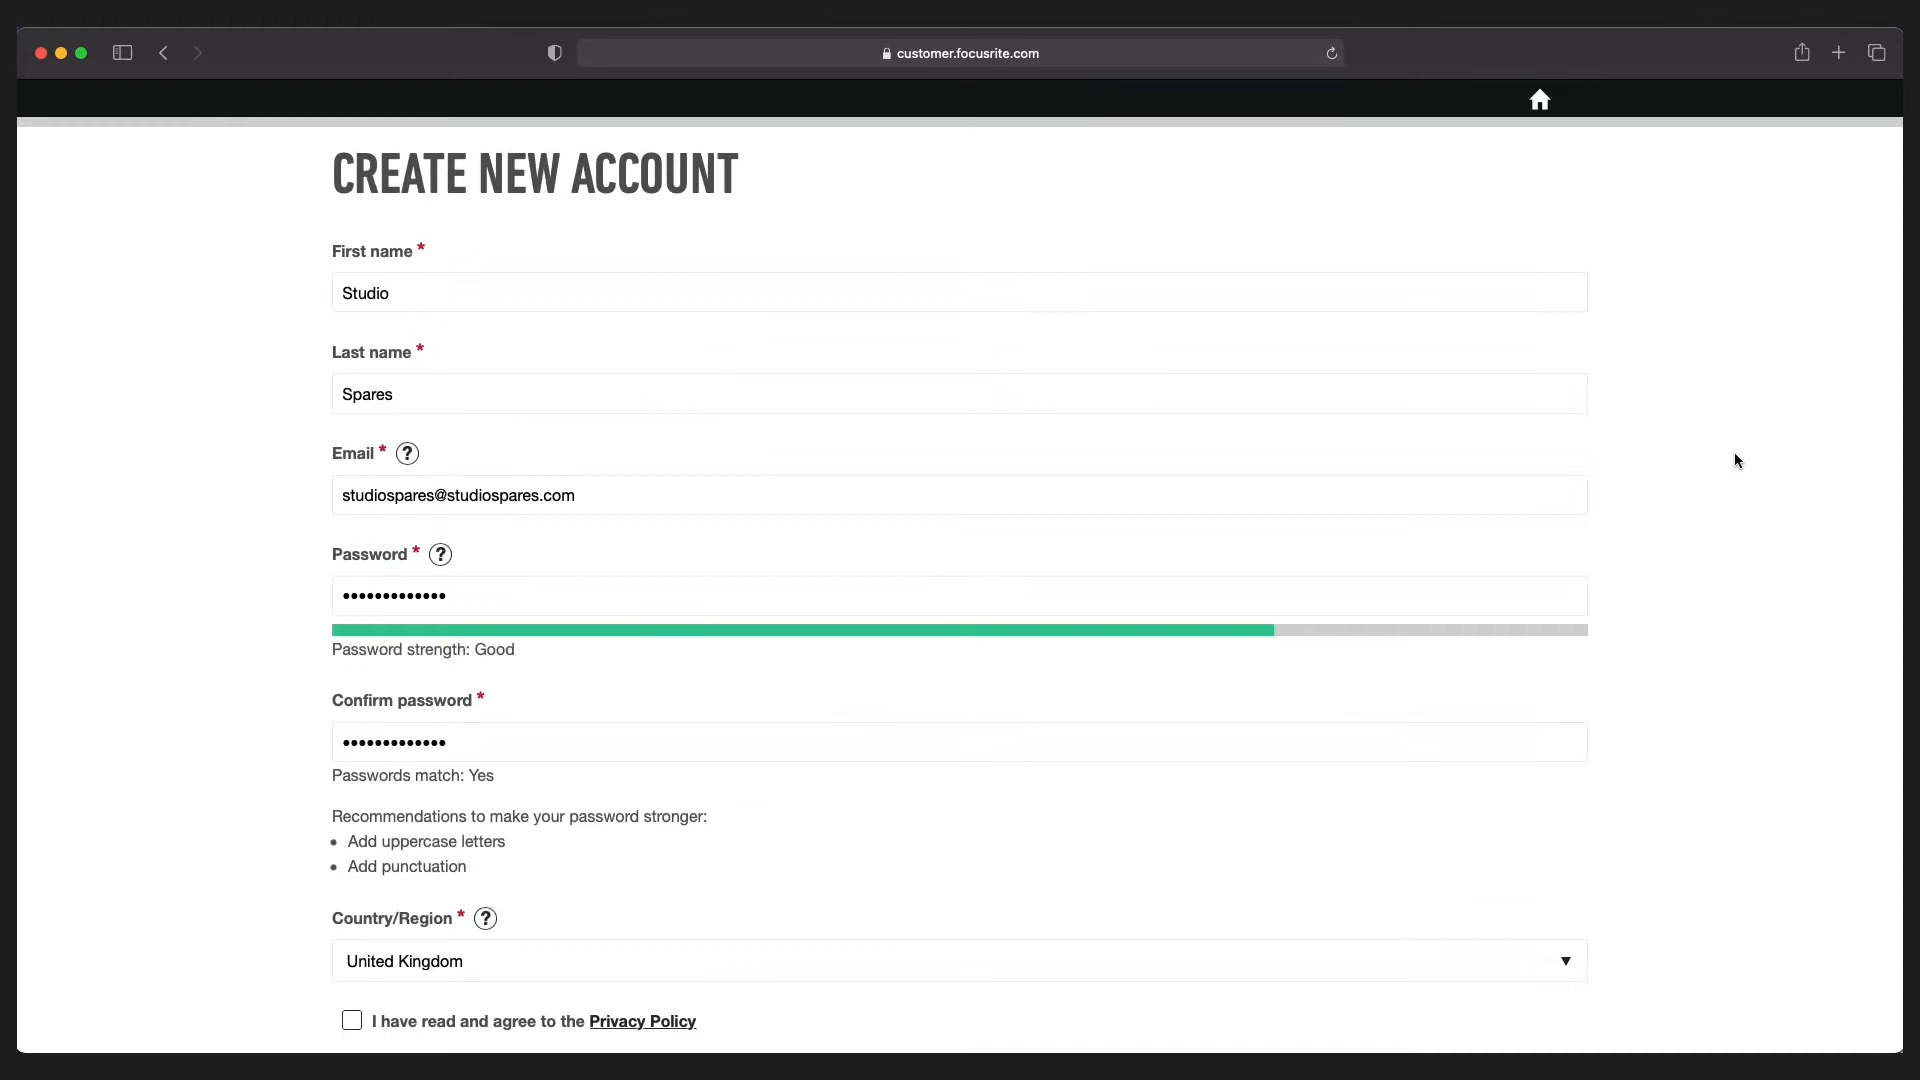 customer.focusrite.com
CREATE NEW ACCOUNT
First name *
Studio
Last name *
Spares
Email * ?
studiospares@studiospares.com
Password * ?
•••••••••••••
Password strength: Good
Confirm password *
•••••••••••••
Passwords match: Yes
Recommendations to make your password stronger:
• Add uppercase letters
• Add punctuation
Country/Region * ?
United Kingdom
I have read and agree to the Privacy Policy